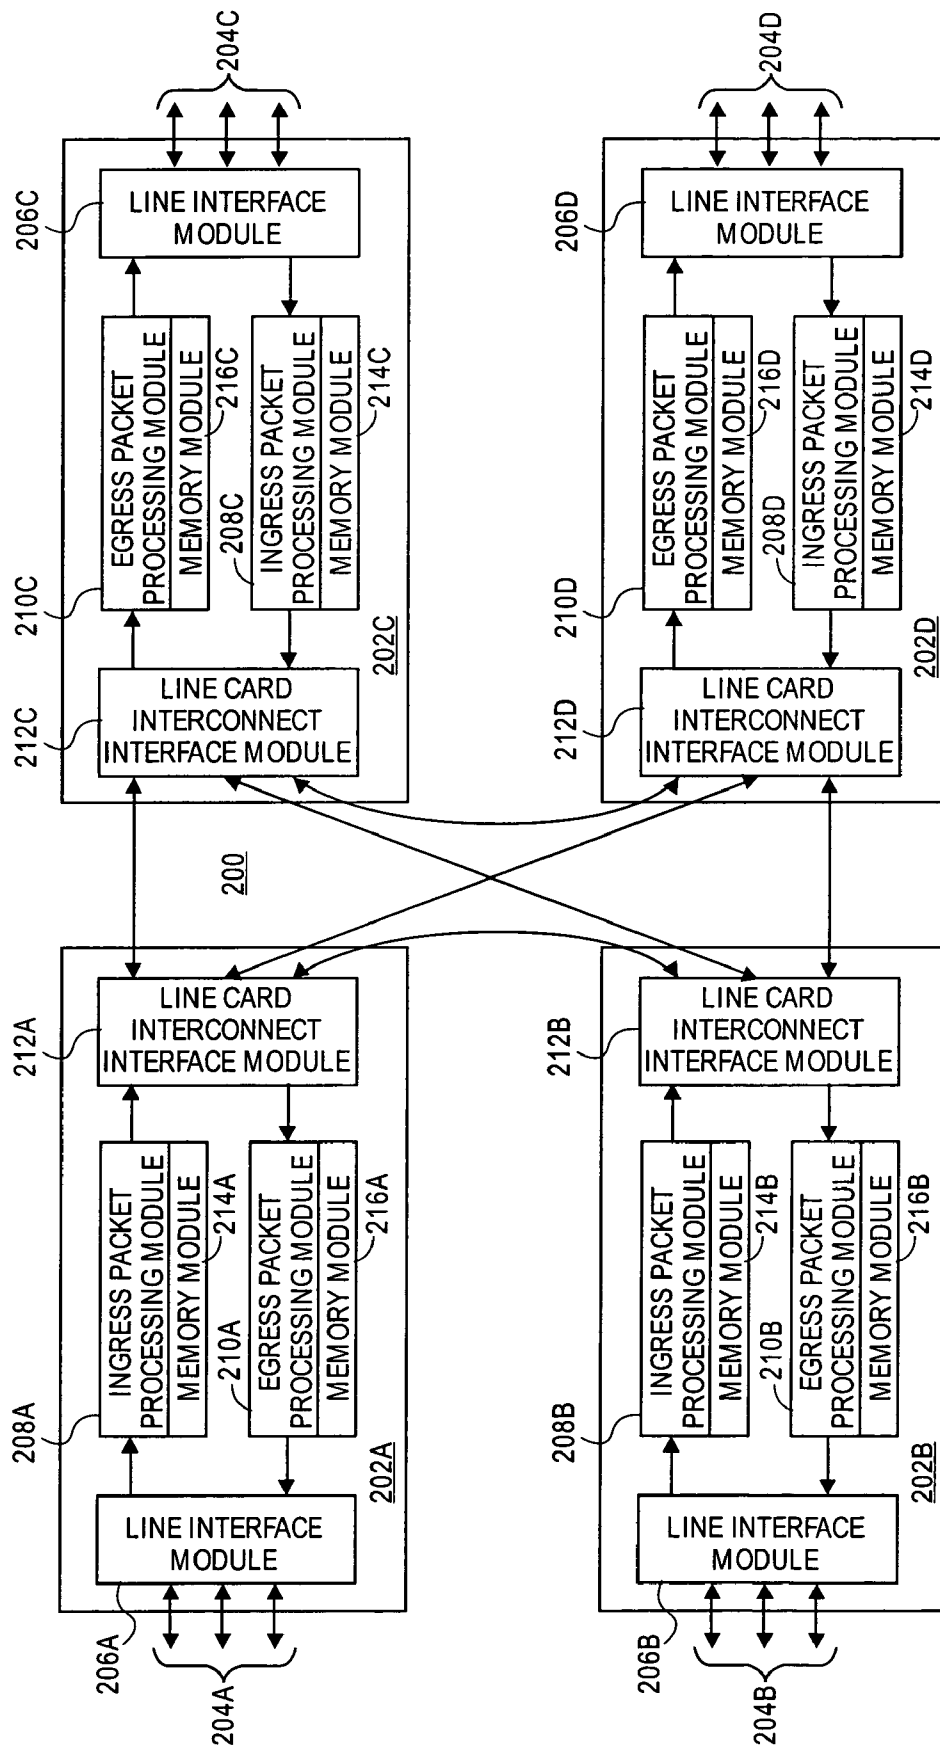 204C
206C
LINE INTERFACE
MODULE
210C
EGRESS PACKET
PROCESSING MODULE
MEMORY MODULE
216C
208C
INGRESS PACKET
PROCESSING MODULE
MEMORY MODULE
214C
212C
LINE CARD
INTERCONNECT
INTERFACE MODULE
202C
204D
206D
LINE INTERFACE
MODULE
210D
EGRESS PACKET
PROCESSING MODULE
MEMORY MODULE
216D
208D
INGRESS PACKET
PROCESSING MODULE
MEMORY MODULE
214D
212D
LINE CARD
INTERCONNECT
INTERFACE MODULE
202D
200
212A
LINE CARD
INTERCONNECT
INTERFACE MODULE
208A
INGRESS PACKET
PROCESSING MODULE
MEMORY MODULE
214A
210A
EGRESS PACKET
PROCESSING MODULE
MEMORY MODULE
216A
202A
206A
LINE INTERFACE
MODULE
204A
212B
LINE CARD
INTERCONNECT
INTERFACE MODULE
208B
INGRESS PACKET
PROCESSING MODULE
MEMORY MODULE
214B
210B
EGRESS PACKET
PROCESSING MODULE
MEMORY MODULE
216B
202B
206B
LINE INTERFACE
MODULE
204B